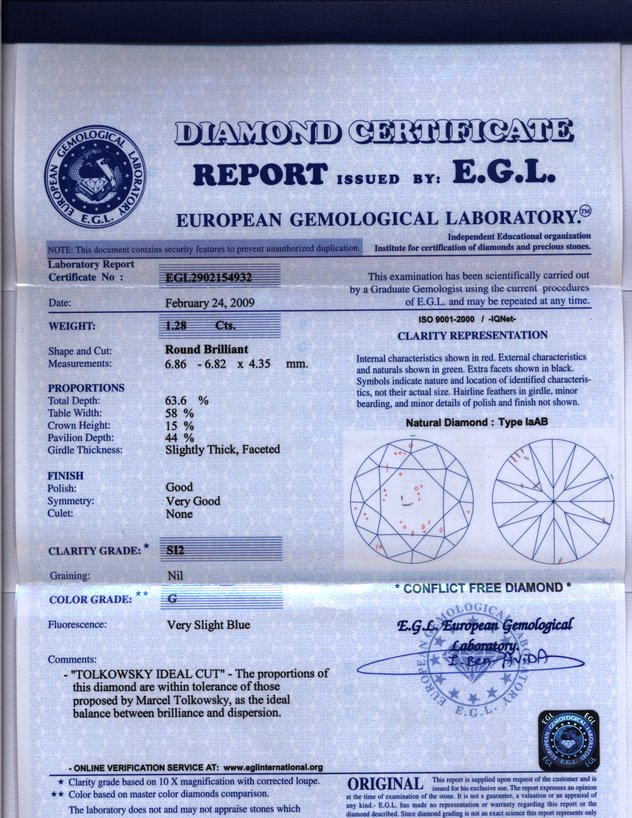 DIAMOND CERTIFICATE
REPORT ISSUED BY: E.G.L.
EUROPEAN GEMOLOGICAL LABORATORY.™
EUROPEAN GEMOLOGICAL LABORATORY
E.G.L.
Independent Educational organization
NOTE: This document contains security features to prevent unauthorized duplication.
Institute for certification of diamonds and precious stones.
Laboratory Report
Certificate No : EGL2902154932
Date: February 24, 2009
WEIGHT: 1.28 Cts.
Shape and Cut: Round Brilliant
Measurements: 6.86 - 6.82 x 4.35 mm.
PROPORTIONS
Total Depth: 63.6 %
Table Width: 58 %
Crown Height: 15 %
Pavilion Depth: 44 %
Girdle Thickness: Slightly Thick, Faceted
FINISH
Polish: Good
Symmetry: Very Good
Culet: None
CLARITY GRADE: * SI2
Graining: Nil
COLOR GRADE: ** G
Fluorescence: Very Slight Blue
Comments:
- "TOLKOWSKY IDEAL CUT" - The proportions of
this diamond are within tolerance of those
proposed by Marcel Tolkowsky, as the ideal
balance between brilliance and dispersion.
This examination has been scientifically carried out
by a Graduate Gemologist using the current procedures
of E.G.L. and may be repeated at any time.
ISO 9001-2000 / -IQNet-
CLARITY REPRESENTATION
Internal characteristics shown in red. External characteristics
and naturals shown in green. Extra facets shown in black.
Symbols indicate nature and location of identified characteris-
tics, not their actual size. Hairline feathers in girdle, minor
bearding, and minor details of polish and finish not shown.
Natural Diamond : Type IaAB
* CONFLICT FREE DIAMOND *
E.G.L. European Gemological
Laboratory.
EUROPEAN GEMOLOGICAL LABORATORY
E.G.L.
EGL EGL
EUROPEAN GEMOLOGICAL LABORATORY
E.G.L.
EGL EGL
- ONLINE VERIFICATION SERVICE AT: www.eglinternational.org
* Clarity grade based on 10 X magnification with corrected loupe.
** Color based on master color diamonds comparison.
The laboratory does not and may not appraise stones which
ORIGINAL This report is supplied upon request of the customer and is
issued for his exclusive use. The report expresses an opinion
at the time of examination of the stone. It is not a guarantee, a valuation or an appraisal of
any kind.- E.G.L. has made no representation or warranty regarding this report or the
diamond described. Since diamond grading is not an exact science this report represents only